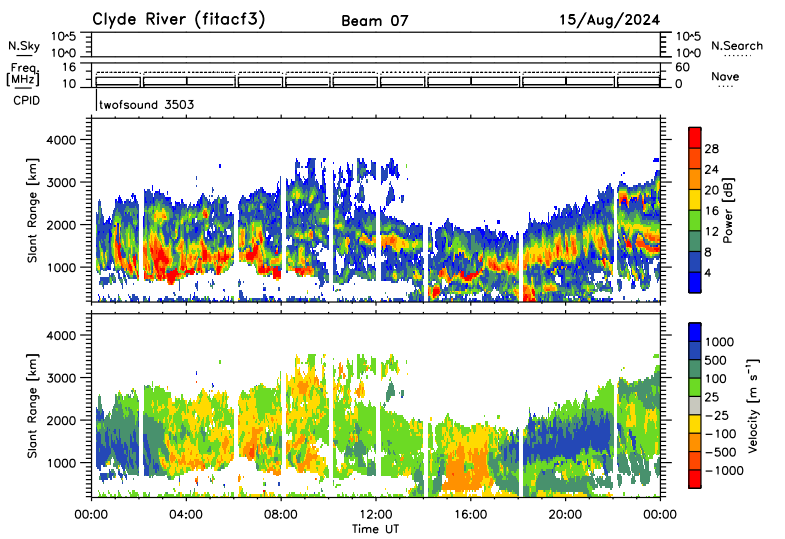 Clyde River (fitacf3) Beam 07 15/Aug/2024
N.Sky 10^5 10^5 N.Search
10^0 10^0
Freq. 16 60 Nave
[MHz] 10 0
CPID twofsound 3503
Slant Range [km]
4000
3000
2000
1000
Power [dB]
28
24
20
16
12
8
4
Slant Range [km]
4000
3000
2000
1000
Velocity [m s⁻¹]
1000
500
100
25
−25
−100
−500
−1000
00:00 04:00 08:00 12:00 16:00 20:00 00:00
Time UT